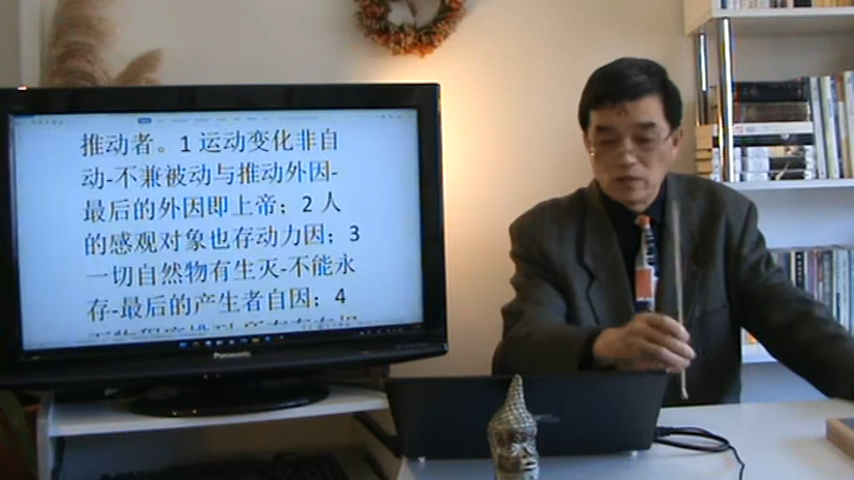 推动者。1 运动变化非自
动-不兼被动与推动外因-
最后的外因即上帝；2 人
的感观对象也存动力因；3
一切自然物有生灭-不能永
存-最后的产生者自因；4
Panasonic